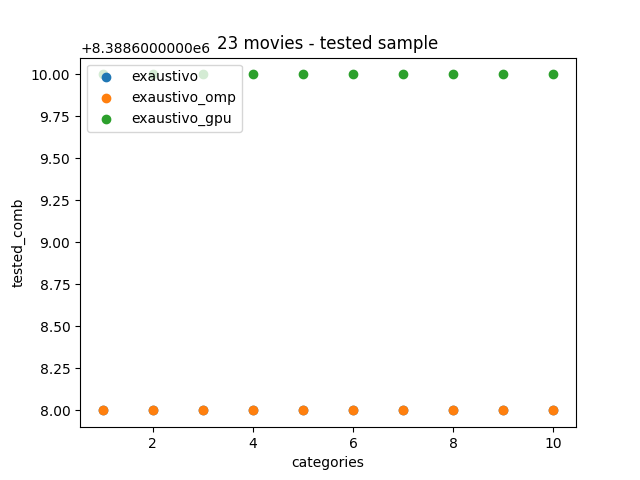 +8.3886000000e6
23 movies - tested sample
10.00
9.75
9.50
9.25
9.00
8.75
8.50
8.25
8.00
tested_comb
exaustivo
exaustivo_omp
exaustivo_gpu
2
4
6
8
10
categories